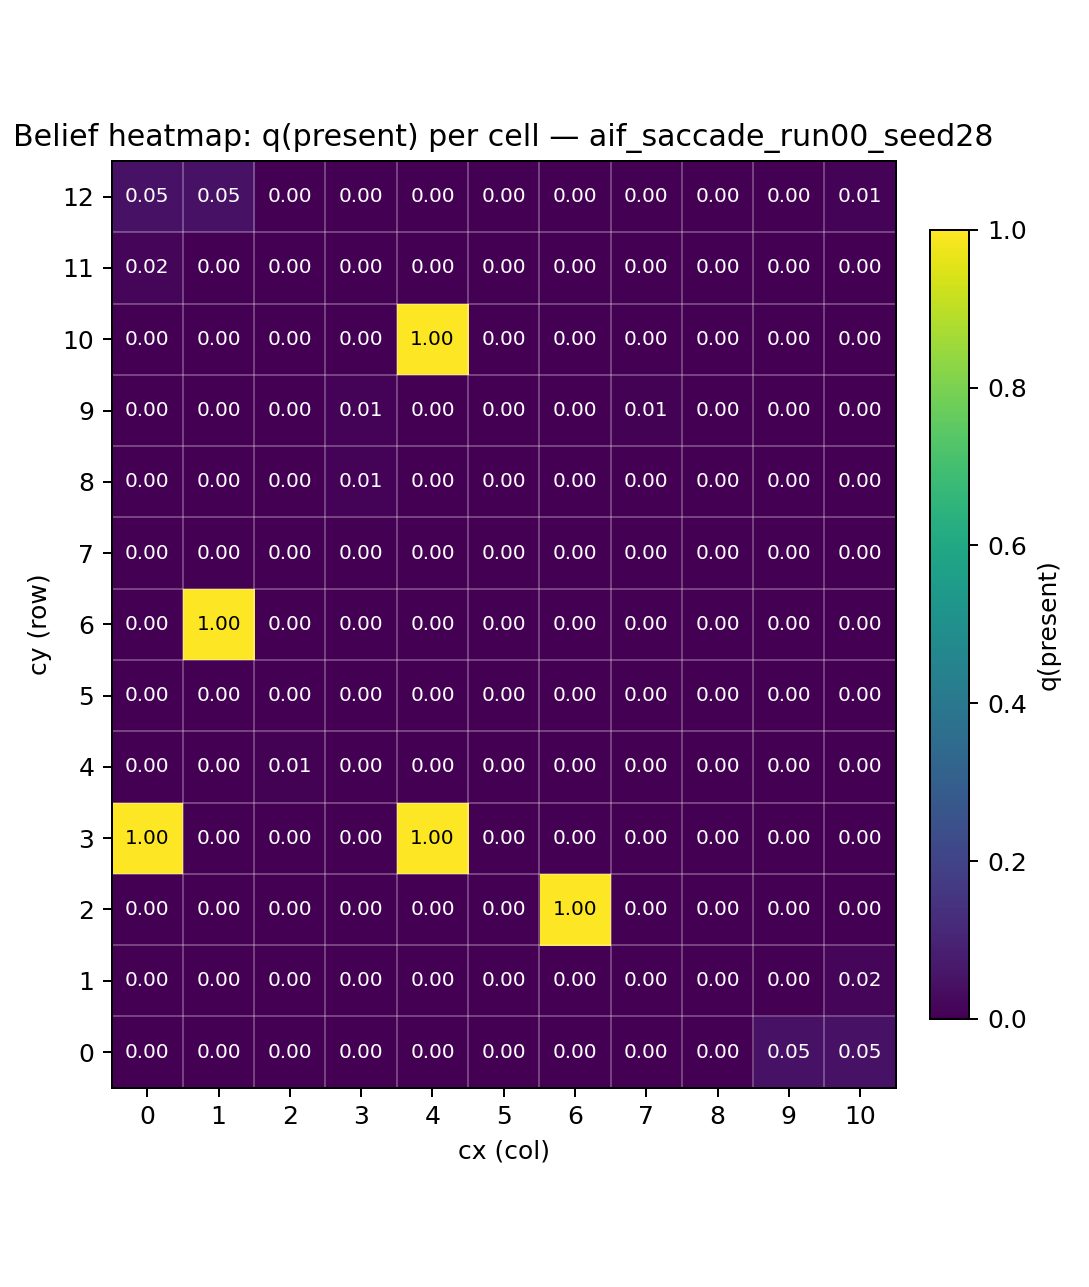 Belief heatmap: q(present) per cell — aif_saccade_run00_seed28
12 0.05 0.05 0.00 0.00 0.00 0.00 0.00 0.00 0.00 0.00 0.01
11 0.02 0.00 0.00 0.00 0.00 0.00 0.00 0.00 0.00 0.00 0.00
10 0.00 0.00 0.00 0.00 1.00 0.00 0.00 0.00 0.00 0.00 0.00
9 0.00 0.00 0.00 0.01 0.00 0.00 0.00 0.01 0.00 0.00 0.00
8 0.00 0.00 0.00 0.01 0.00 0.00 0.00 0.00 0.00 0.00 0.00
7 0.00 0.00 0.00 0.00 0.00 0.00 0.00 0.00 0.00 0.00 0.00
6 0.00 1.00 0.00 0.00 0.00 0.00 0.00 0.00 0.00 0.00 0.00
5 0.00 0.00 0.00 0.00 0.00 0.00 0.00 0.00 0.00 0.00 0.00
4 0.00 0.00 0.01 0.00 0.00 0.00 0.00 0.00 0.00 0.00 0.00
3 1.00 0.00 0.00 0.00 1.00 0.00 0.00 0.00 0.00 0.00 0.00
2 0.00 0.00 0.00 0.00 0.00 0.00 1.00 0.00 0.00 0.00 0.00
1 0.00 0.00 0.00 0.00 0.00 0.00 0.00 0.00 0.00 0.00 0.02
0 0.00 0.00 0.00 0.00 0.00 0.00 0.00 0.00 0.00 0.05 0.05
0 1 2 3 4 5 6 7 8 9 10
cx (col)
cy (row)
1.0
0.8
0.6
0.4
0.2
0.0
q(present)